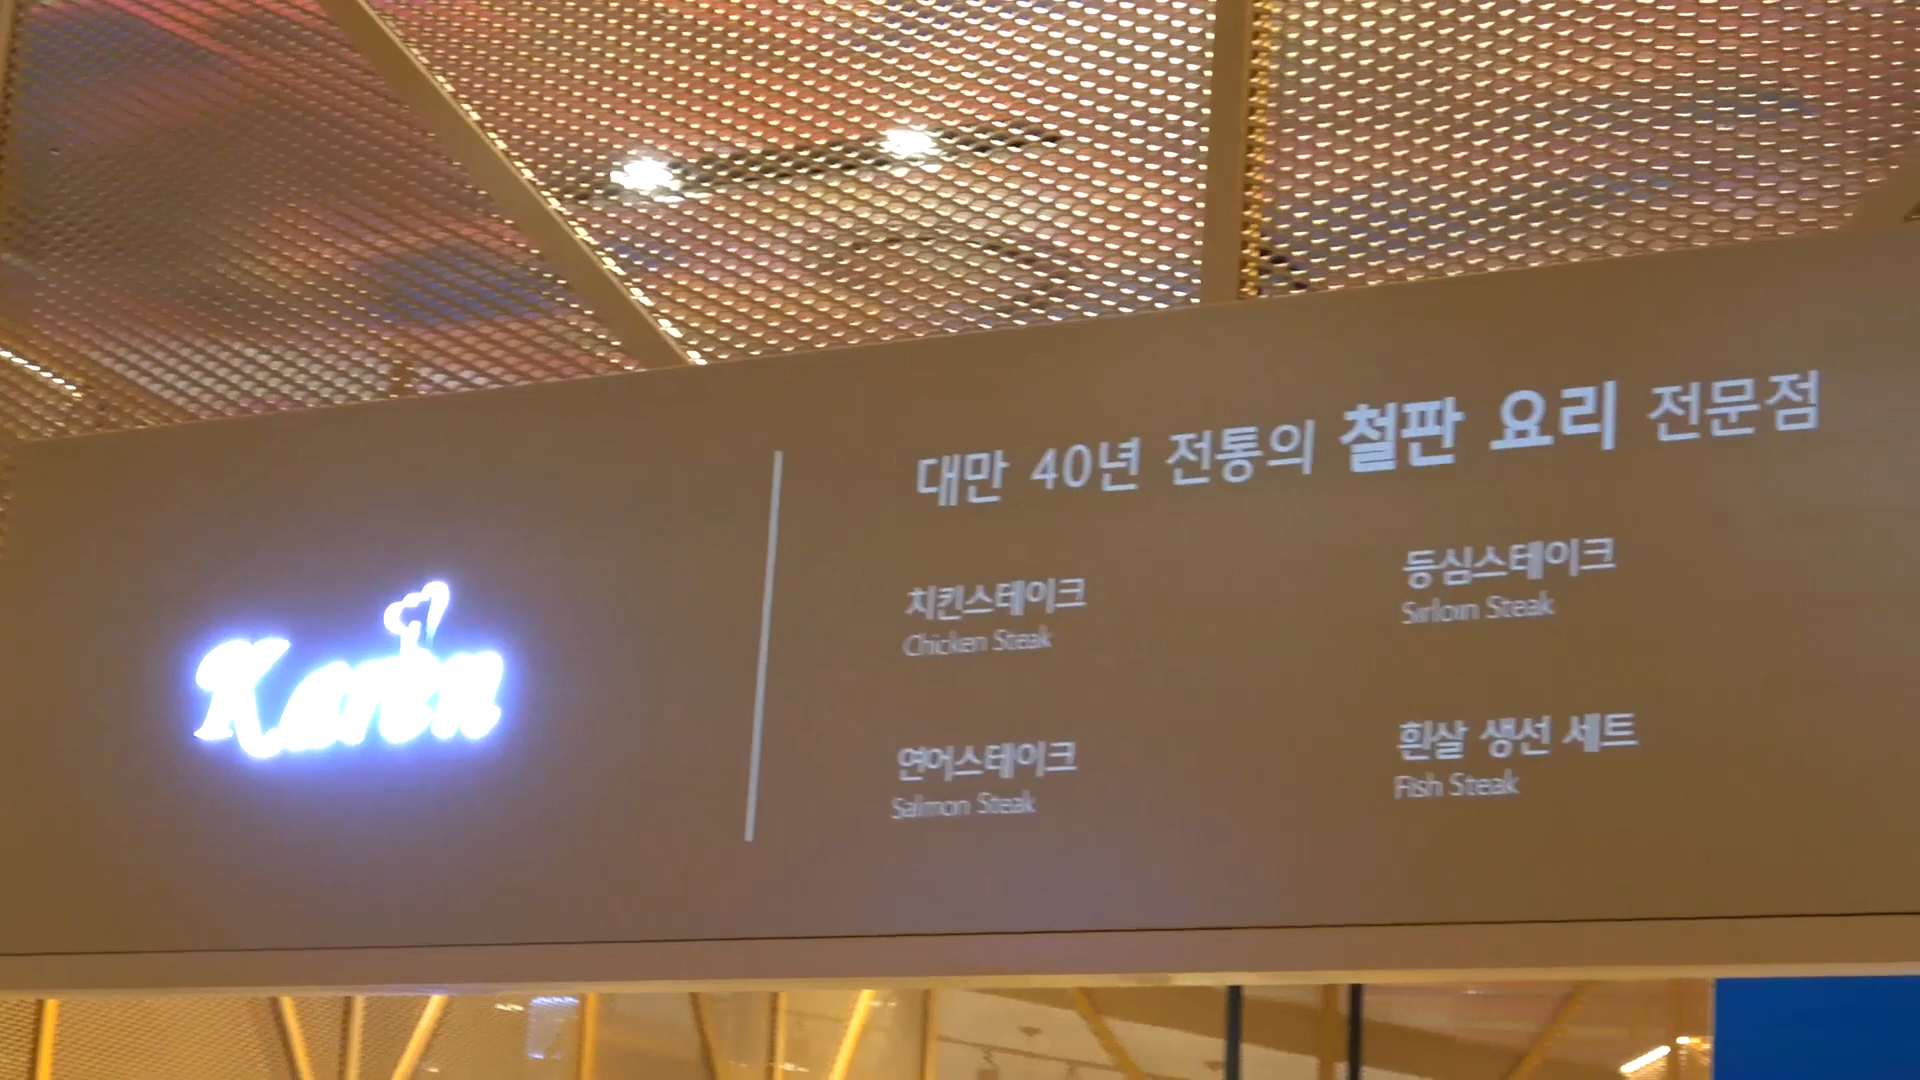 Karen
대만 40년 전통의 철판 요리 전문점
치킨스테이크
Chicken Steak
등심스테이크
Sirloin Steak
연어스테이크
Salmon Steak
흰살 생선 세트
Fish Steak